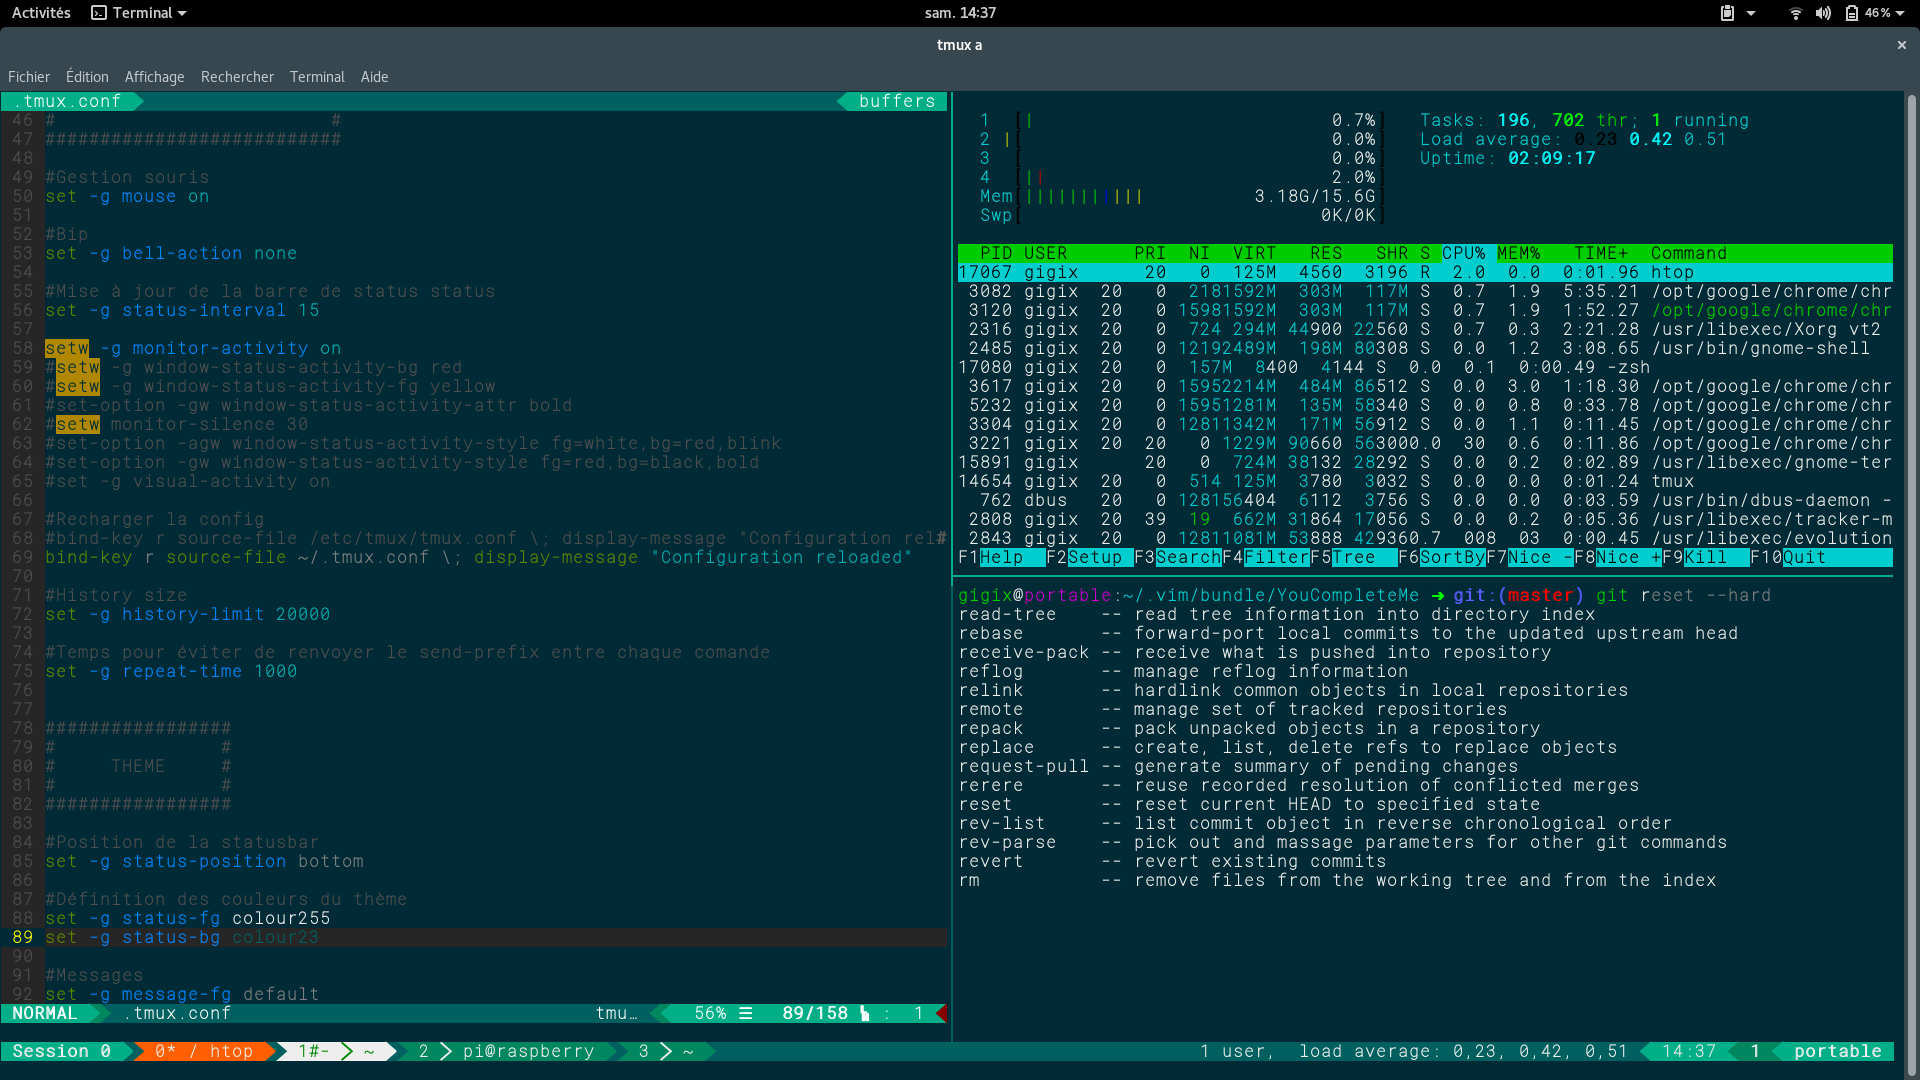 Activités Terminal sam. 14:37 46%
tmux a
Fichier Édition Affichage Rechercher Terminal Aide
.tmux.conf buffers
46 # #
47 ###########################
48
49 #Gestion souris
50 set -g mouse on
51
52 #Bip
53 set -g bell-action none
54
55 #Mise à jour de la barre de status status
56 set -g status-interval 15
57
58 setw -g monitor-activity on
59 #setw -g window-status-activity-bg red
60 #setw -g window-status-activity-fg yellow
61 #set-option -gw window-status-activity-attr bold
62 #setw monitor-silence 30
63 #set-option -agw window-status-activity-style fg=white,bg=red,blink
64 #set-option -gw window-status-activity-style fg=red,bg=black,bold
65 #set -g visual-activity on
66
67 #Recharger la config
68 #bind-key r source-file /etc/tmux/tmux.conf \; display-message "Configuration rel#
69 bind-key r source-file ~/.tmux.conf \; display-message "Configuration reloaded"
70
71 #History size
72 set -g history-limit 20000
73
74 #Temps pour éviter de renvoyer le send-prefix entre chaque comande
75 set -g repeat-time 1000
76
77
78 #################
79 # #
80 # THEME #
81 # #
82 #################
83
84 #Position de la statusbar
85 set -g status-position bottom
86
87 #Définition des couleurs du thème
88 set -g status-fg colour255
89 set -g status-bg colour23
90
91 #Messages
92 set -g message-fg default
NORMAL .tmux.conf tmu… 56% ☰ 89/158 : 1
1 [| 0.7%]
2 |[ 0.0%]
3 [ 0.0%]
4 [|| 2.0%]
Mem[||||||||||| 3.18G/15.6G]
Swp[ 0K/0K]
Tasks: 196, 702 thr; 1 running
Load average: 0.23 0.42 0.51
Uptime: 02:09:17
PID USER PRI NI VIRT RES SHR S CPU% MEM% TIME+ Command
17067 gigix 20 0 125M 4560 3196 R 2.0 0.0 0:01.96 htop
3082 gigix 20 0 2181592M 303M 117M S 0.7 1.9 5:35.21 /opt/google/chrome/chr
3120 gigix 20 0 15981592M 303M 117M S 0.7 1.9 1:52.27 /opt/google/chrome/chr
2316 gigix 20 0 724 294M 44900 22560 S 0.7 0.3 2:21.28 /usr/libexec/Xorg vt2
2485 gigix 20 0 12192489M 198M 80308 S 0.0 1.2 3:08.65 /usr/bin/gnome-shell
17080 gigix 20 0 157M 8400 4144 S 0.0 0.1 0:00.49 -zsh
3617 gigix 20 0 15952214M 484M 86512 S 0.0 3.0 1:18.30 /opt/google/chrome/chr
5232 gigix 20 0 15951281M 135M 58340 S 0.0 0.8 0:33.78 /opt/google/chrome/chr
3304 gigix 20 0 12811342M 171M 56912 S 0.0 1.1 0:11.45 /opt/google/chrome/chr
3221 gigix 20 20 0 1229M 90660 563000.0 30 0.6 0:11.86 /opt/google/chrome/chr
15891 gigix 20 0 724M 38132 28292 S 0.0 0.2 0:02.89 /usr/libexec/gnome-ter
14654 gigix 20 0 514 125M 3780 3032 S 0.0 0.0 0:01.24 tmux
762 dbus 20 0 128156404 6112 3756 S 0.0 0.0 0:03.59 /usr/bin/dbus-daemon -
2808 gigix 20 39 19 662M 31864 17056 S 0.0 0.2 0:05.36 /usr/libexec/tracker-m
2843 gigix 20 0 12811081M 53888 429360.7 008 03 0:00.45 /usr/libexec/evolution
F1Help F2Setup F3SearchF4FilterF5Tree F6SortByF7Nice -F8Nice +F9Kill F10Quit
gigix@portable:~/.vim/bundle/YouCompleteMe ➜ git:(master) git reset --hard
read-tree -- read tree information into directory index
rebase -- forward-port local commits to the updated upstream head
receive-pack -- receive what is pushed into repository
reflog -- manage reflog information
relink -- hardlink common objects in local repositories
remote -- manage set of tracked repositories
repack -- pack unpacked objects in a repository
replace -- create, list, delete refs to replace objects
request-pull -- generate summary of pending changes
rerere -- reuse recorded resolution of conflicted merges
reset -- reset current HEAD to specified state
rev-list -- list commit object in reverse chronological order
rev-parse -- pick out and massage parameters for other git commands
revert -- revert existing commits
rm -- remove files from the working tree and from the index
Session 0 0* / htop 1#- > ~ 2 > pi@raspberry 3 > ~ 1 user, load average: 0,23, 0,42, 0,51 14:37 1 portable